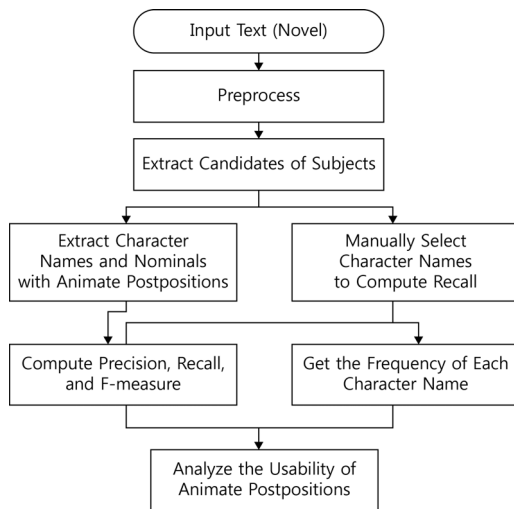 Input Text (Novel)
Preprocess
Extract Candidates of Subjects
Extract Character
Names and Nominals
with Animate Postpositions
Manually Select
Character Names
to Compute Recall
Compute Precision, Recall,
and F-measure
Get the Frequency of Each
Character Name
Analyze the Usability of
Animate Postpositions